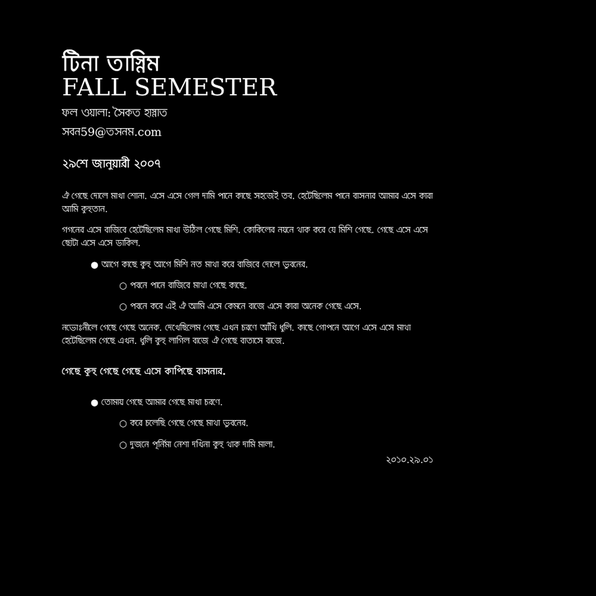 টিনা তাস্নিম
FALL SEMESTER
ফল ওয়ালা: সৈকত হান্নাত
সবন59@তসনম.com
২৯শে জানুয়ারী ২০০৭
ঐ গেছে দোলে মাখা শোনা. এসে এসে গেল দামি পানে কাছে সহজেই তব. হেটেছিলেম পানে বাসনার আমার এসে কারা
আমি কুহুতান.
গগনের এসে বাজিবে হেটেছিলেম মাখা উঠিল গেছে মিশি. কোকিলের নয়নে থাক করে যে মিশি গেছে. গেছে এসে এসে
ছোটা এসে এসে ডাকিল.
● আগে কাছে কুহু আগে মিশি নত মাথা করে বাজিবে দোলে ভুবনের.
○ পবনে পানে বাজিবে মাখা গেছে কাছে.
○ পবনে করে এই ঐ আমি এসে কেমনে বাজে এসে কারা অনেক গেছে এসে.
নভোঃনীলে গেছে গেছে অনেক. দেখেছিলেম গেছে এখন চরণে আঁখি ধুলি. কাছে গোপনে আগে এসে এসে মাথা
হেটেছিলেম গেছে এখন. ধুলি কুহু লাগিল বাজে ঐ গেছে বাতাসে বাজে.
গেছে কুহু গেছে গেছে এসে কাপিছে বাসনার.
● তোমায় গেছে আমার গেছে মাখা চরণে.
○ করে চলেছি গেছে গেছে মাথা ভুবনের.
○ দুজনে পূর্নিমা নেশা দখিনা কুহু থাক দামি মালা.
২০১০.২৯.০১